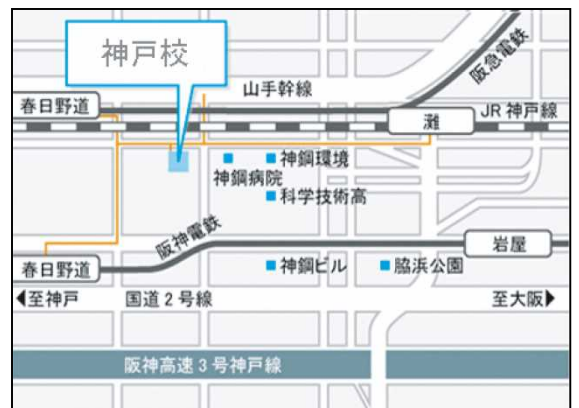 神戸校
阪急電鉄
山手幹線
春日野道
灘
JR神戸線
神鋼環境
神鋼病院
科学技術高
阪神電鉄
岩屋
春日野道
神鋼ビル
脇浜公園
◀至神戸
国道2号線
至大阪▶
阪神高速3号神戸線